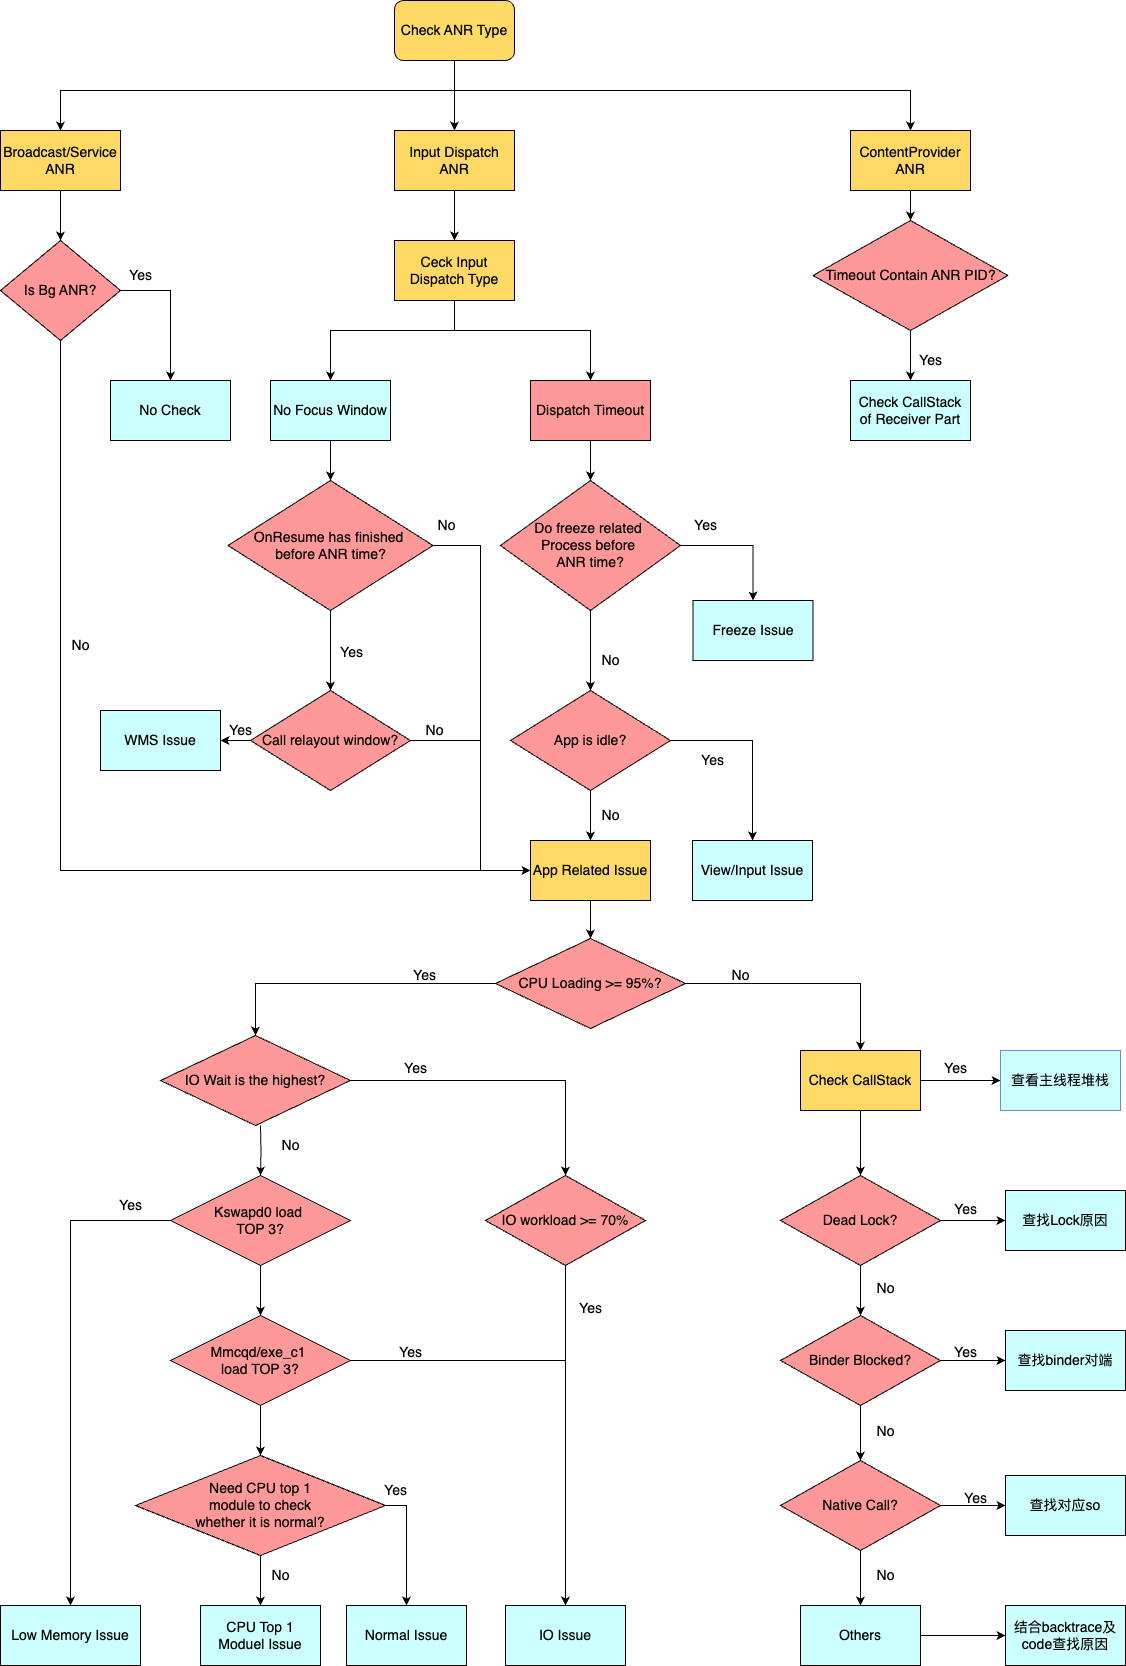 Check ANR Type
Broadcast/Service
ANR
Input Dispatch
ANR
ContentProvider
ANR
Is Bg ANR?
Yes
Ceck Input
Dispatch Type
Timeout Contain ANR PID?
Yes
No Check
No Focus Window
Dispatch Timeout
Check CallStack
of Receiver Part
OnResume has finished
before ANR time?
No
Do freeze related
Process before
ANR time?
Yes
Freeze Issue
No
Yes
No
WMS Issue
Yes
Call relayout window?
No
App is idle?
Yes
No
App Related Issue
View/Input Issue
Yes
CPU Loading >= 95%?
No
IO Wait is the highest?
Yes
Check CallStack
Yes
查看主线程堆栈
No
Yes
Kswapd0 load
TOP 3?
IO workload >= 70%
Dead Lock?
Yes
查找Lock原因
Yes
No
Mmcqd/exe_c1
load TOP 3?
Yes
Binder Blocked?
Yes
查找binder对端
No
Need CPU top 1
module to check
whether it is normal?
Yes
Native Call?
Yes
查找对应so
No
No
Low Memory Issue
CPU Top 1
Moduel Issue
Normal Issue
IO Issue
Others
结合backtrace及
code查找原因